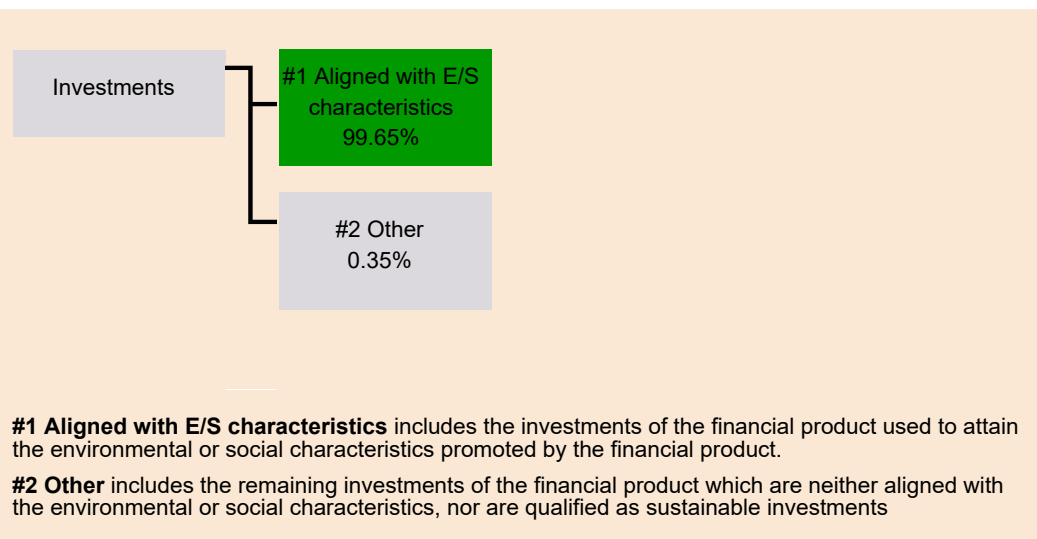 Investments
#1 Aligned with E/S
characteristics
99.65%
#2 Other
0.35%
#1 Aligned with E/S characteristics includes the investments of the financial product used to attain
the environmental or social characteristics promoted by the financial product.
#2 Other includes the remaining investments of the financial product which are neither aligned with
the environmental or social characteristics, nor are qualified as sustainable investments